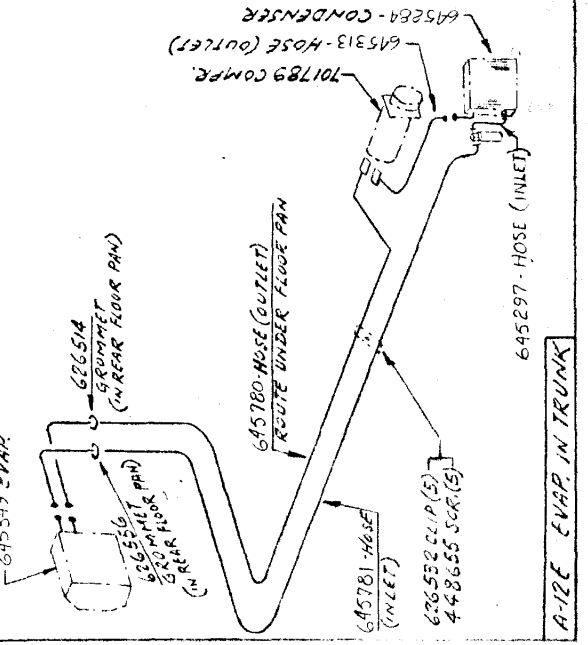 645284 - CONDENSER
645313 - HOSE (OUTLET)
701789 COMPR.
EVAP.
626514
GROMMET
(IN REAR FLOOR PAN)
626556
GROMMET
(IN REAR FLOOR PAN)
645780 - HOSE (OUTLET)
ROUTE UNDER FLOOR PAN
645297 - HOSE (INLET)
645781 - HOSE
(INLET)
626532 CLIP (5)
448655 SCR. (5)
A-12E EVAP. IN TRUNK